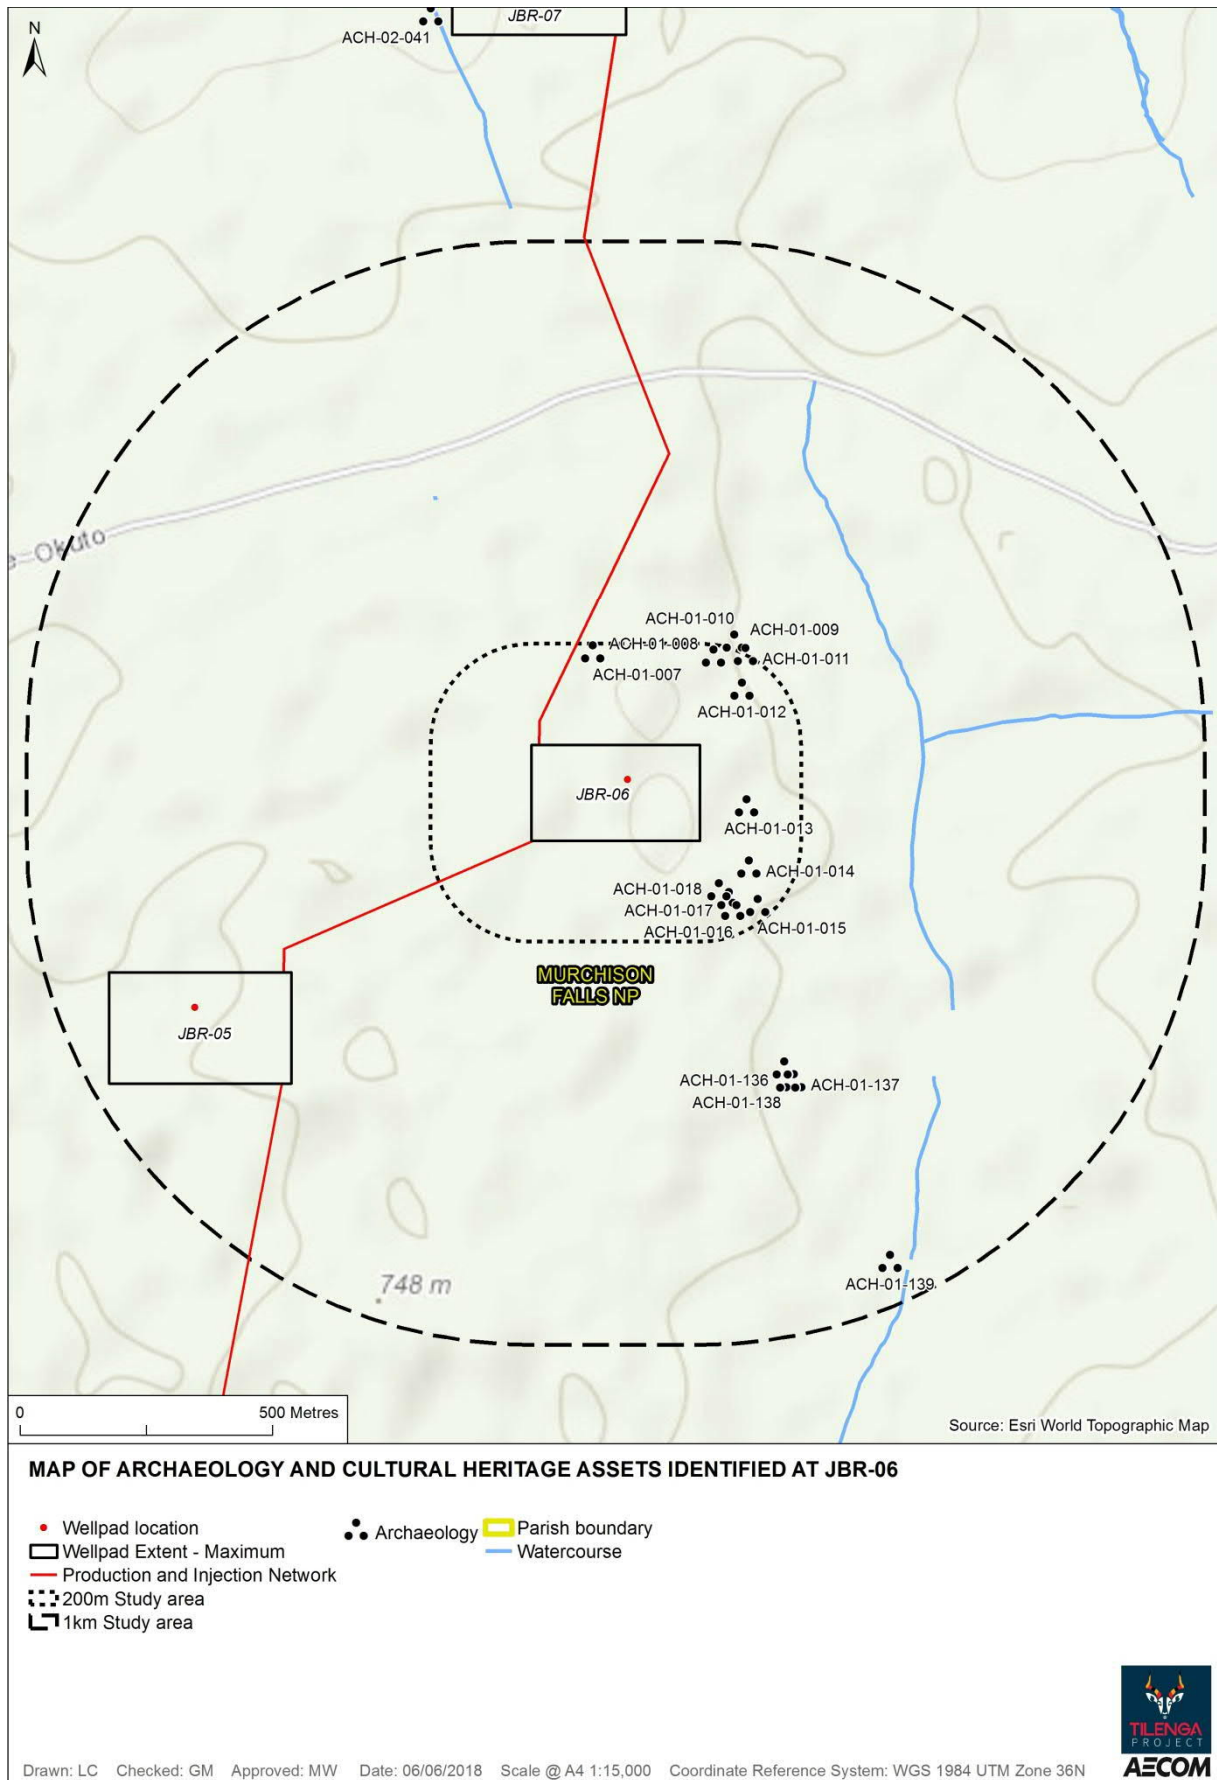 JBR-07
N
ACH-02-041
e-Okuto
ACH-01-010
ACH-01-009
ACH-01-008
ACH-01-011
ACH-01-007
ACH-01-012
JBR-06
ACH-01-013
ACH-01-014
ACH-01-018
ACH-01-017
ACH-01-015
ACH-01-016
MURCHISON
FALLS NP
JBR-05
ACH-01-136
ACH-01-137
ACH-01-138
748 m
ACH-01-139
0 500 Metres
Source: Esri World Topographic Map
MAP OF ARCHAEOLOGY AND CULTURAL HERITAGE ASSETS IDENTIFIED AT JBR-06
Wellpad location
Wellpad Extent - Maximum
Production and Injection Network
200m Study area
1km Study area
Archaeology
Parish boundary
Watercourse
TILENGA
PROJECT
AECOM
Drawn: LC Checked: GM Approved: MW Date: 06/06/2018 Scale @ A4 1:15,000 Coordinate Reference System: WGS 1984 UTM Zone 36N